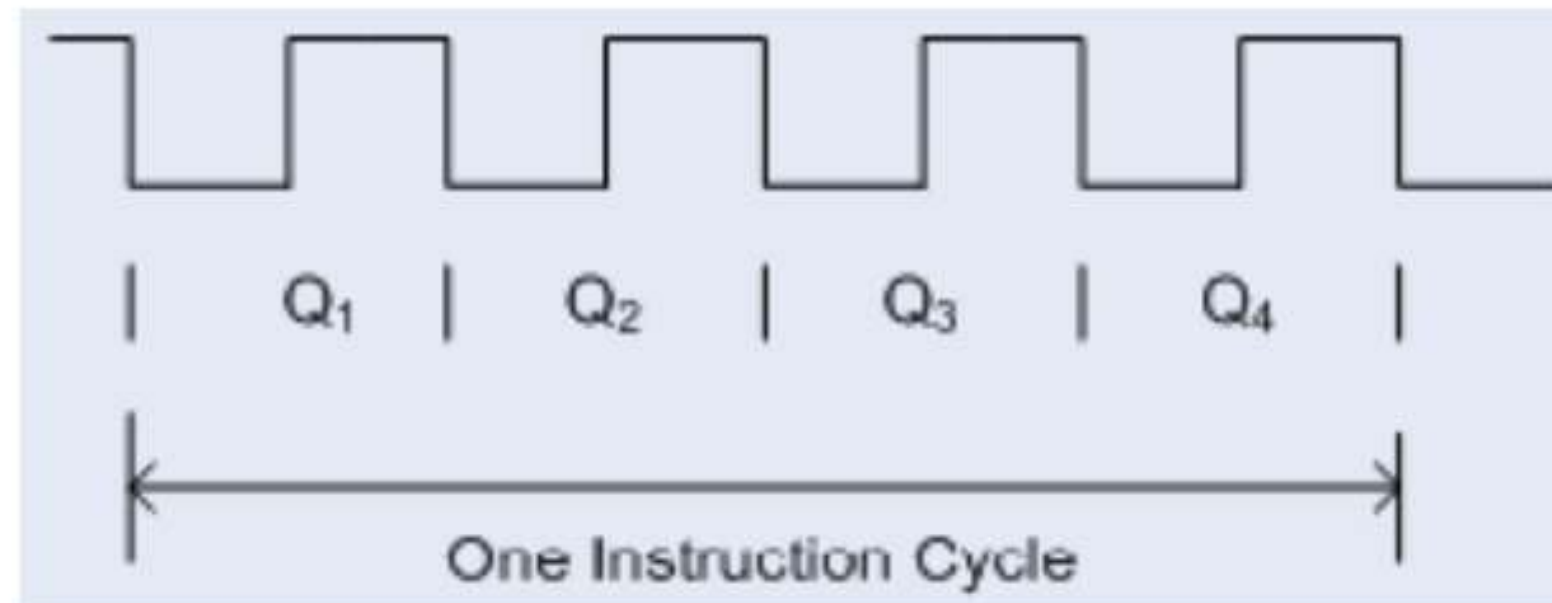 Q₁ Q₂ Q₃ Q₄
One Instruction Cycle